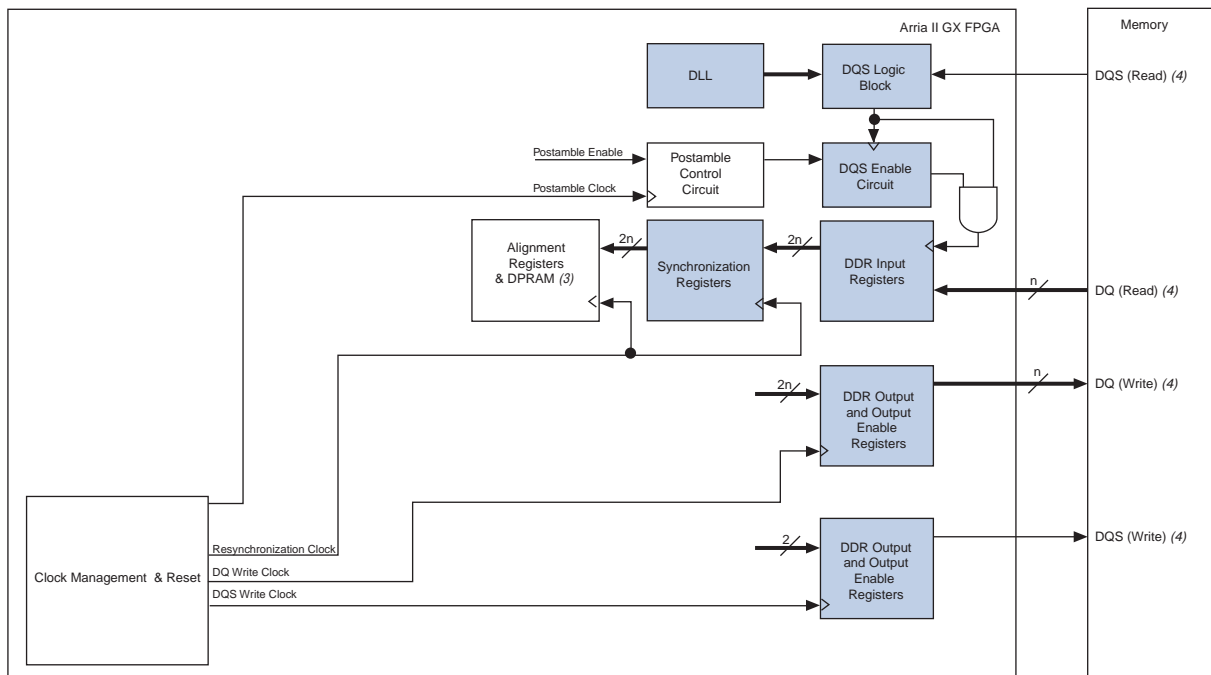 Arria II GX FPGA
Memory
DLL
DQS Logic
Block
DQS (Read) (4)
Postamble Enable
Postamble
Control
Circuit
DQS Enable
Circuit
Postamble Clock
Alignment
Registers
& DPRAM (3)
2n
Synchronization
Registers
2n
DDR Input
Registers
n
DQ (Read) (4)
2n
DDR Output
and Output
Enable
Registers
n
DQ (Write) (4)
Clock Management & Reset
Resynchronization Clock
DQ Write Clock
DQS Write Clock
2
DDR Output
and Output
Enable
Registers
DQS (Write) (4)